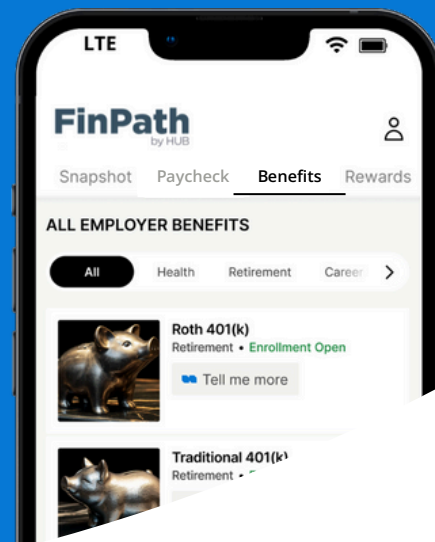 LTE
FinPath
by HUB
Snapshot Paycheck Benefits Rewards
ALL EMPLOYER BENEFITS
All Health Retirement Career
Roth 401(k)
Retirement • Enrollment Open
Tell me more
Traditional 401(k)
Retirement •